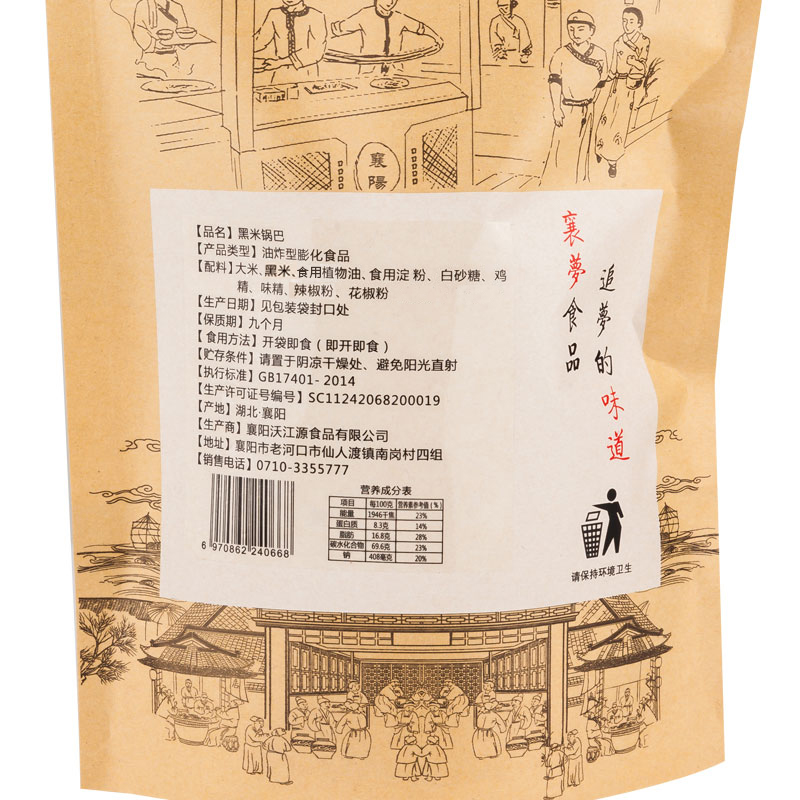 襄陽
【品名】黑米锅巴
【产品类型】油炸型膨化食品
【配料】大米、黑米、食用植物油、食用淀 粉、白砂糖、鸡
精、味精、辣椒粉、花椒粉
【生产日期】见包装袋封口处
【保质期】九个月
【食用方法】开袋即食(即开即食)
【贮存条件】请置于阴凉干燥处、避免阳光直射
【执行标准】GB17401- 2014
【生产许可证号编号】SC11242068200019
【产地】湖北·襄阳
【生产商】襄阳沃江源食品有限公司
【地址】襄阳市老河口市仙人渡镇南岗村四组
【销售电话】0710-3355777
襄夢食品
追夢的味道
营养成分表
项目 每100克 营养素参考值(%)
能量 1946千焦 23%
蛋白质 8.3克 14%
脂肪 16.8克 28%
碳水化合物 69.6克 23%
钠 408毫克 20%
6 970862 240668
请保持环境卫生